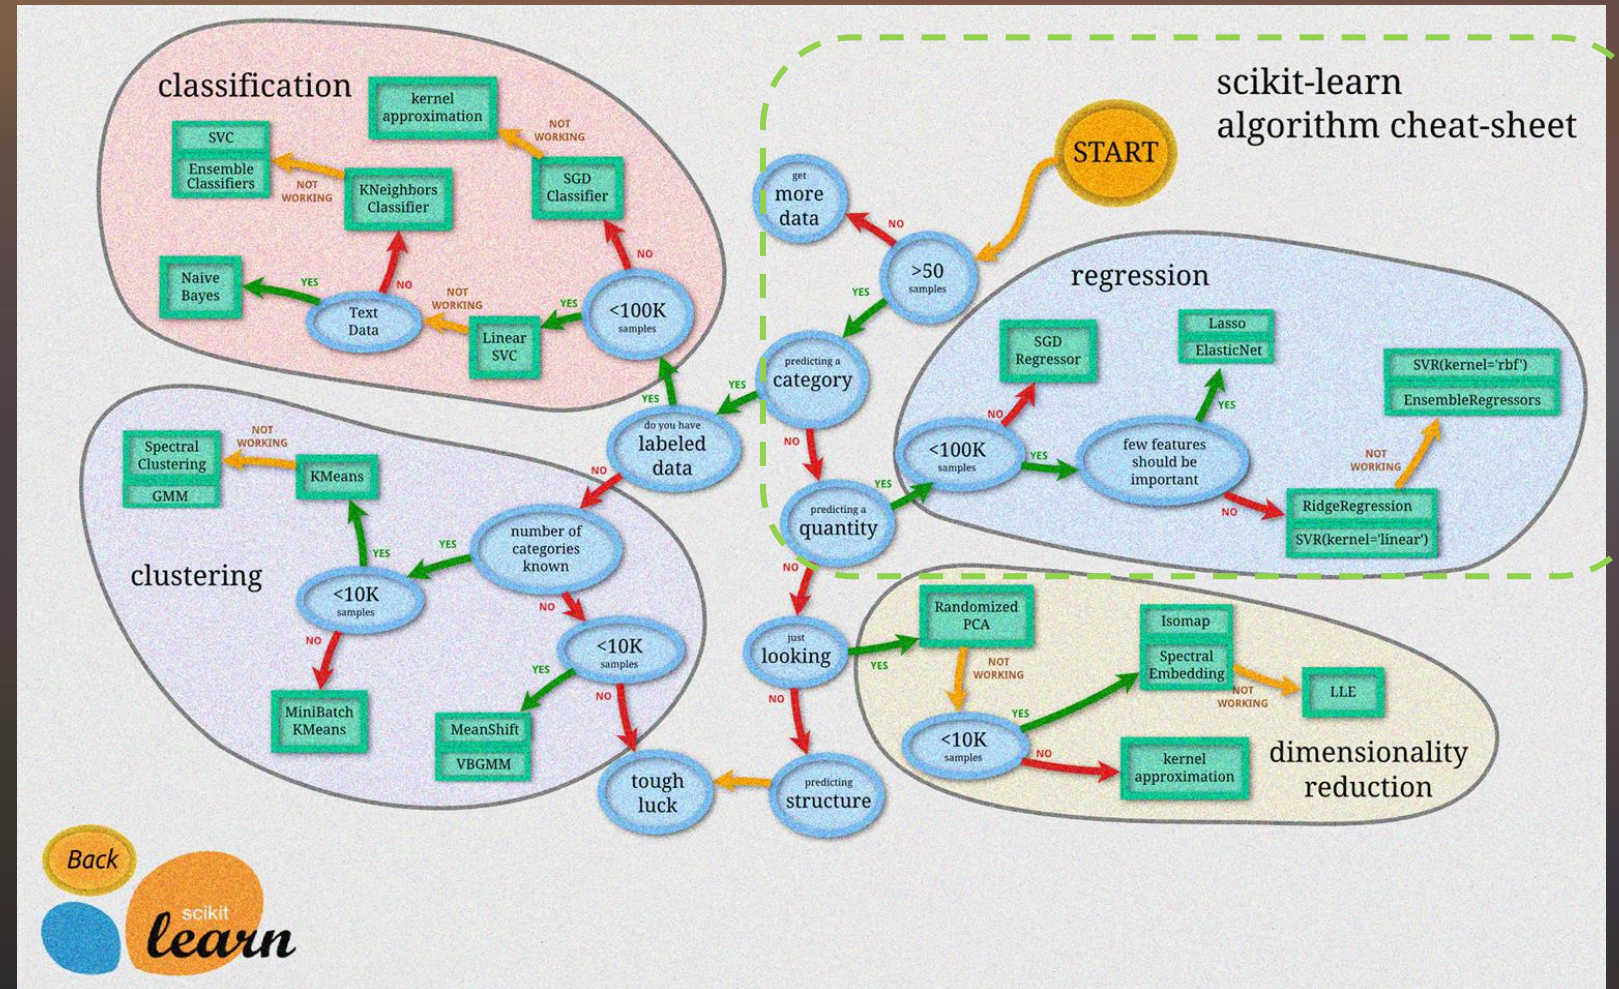 scikit-learn
algorithm cheat-sheet
START
get
more
data
NO
>50
samples
YES
predicting a
category
YES
NO
do you have
labeled
data
YES
NO
predicting a
quantity
YES
NO
just
looking
YES
NO
predicting
structure
tough
luck
classification
kernel
approximation
NOT
WORKING
SVC
Ensemble
Classifiers
NOT
WORKING
KNeighbors
Classifier
SGD
Classifier
NO
Naive
Bayes
YES
NO
Text
Data
NOT
WORKING
Linear
SVC
YES
<100K
samples
regression
SGD
Regressor
Lasso
ElasticNet
SVR(kernel='rbf')
EnsembleRegressors
NO
YES
<100K
samples
YES
few features
should be
important
NOT
WORKING
NO
RidgeRegression
SVR(kernel='linear')
clustering
Spectral
Clustering
GMM
NOT
WORKING
KMeans
YES
YES
number of
categories
known
<10K
samples
NO
NO
<10K
samples
YES
NO
MiniBatch
KMeans
MeanShift
VBGMM
dimensionality
reduction
Randomized
PCA
NOT
WORKING
Isomap
Spectral
Embedding
NOT
WORKING
LLE
YES
<10K
samples
NO
kernel
approximation
Back
scikit
learn